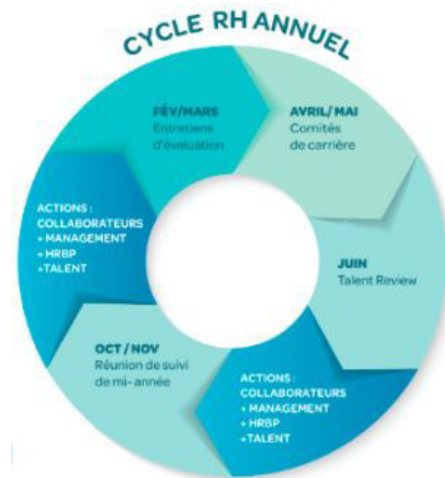 CYCLE RH ANNUEL
FÉV/MARS
Entretiens
d'évaluation
AVRIL/MAI
Comités
de carrière
JUIN
Talent Review
ACTIONS :
COLLABORATEURS
+ MANAGEMENT
+ HRBP
+TALENT
OCT / NOV
Réunion de suivi
de mi-année
ACTIONS :
COLLABORATEURS
+ MANAGEMENT
+ HRBP
+TALENT